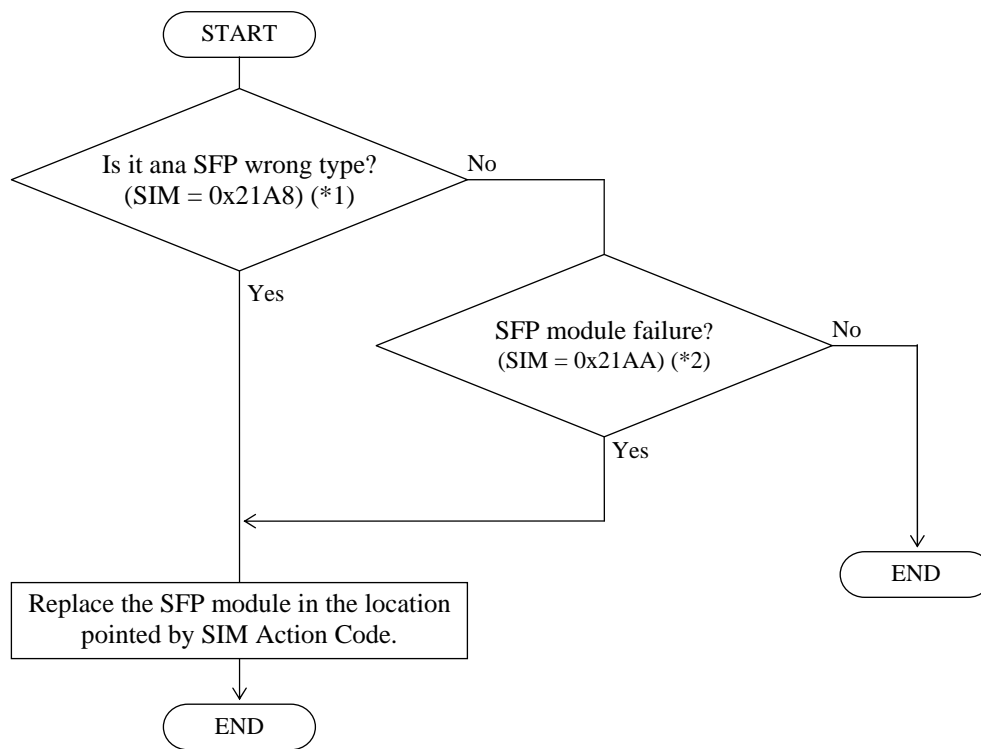 START
Is it ana SFP wrong type?
(SIM = 0x21A8) (*1)
No
Yes
SFP module failure?
(SIM = 0x21AA) (*2)
No
Yes
END
Replace the SFP module in the location
pointed by SIM Action Code.
END